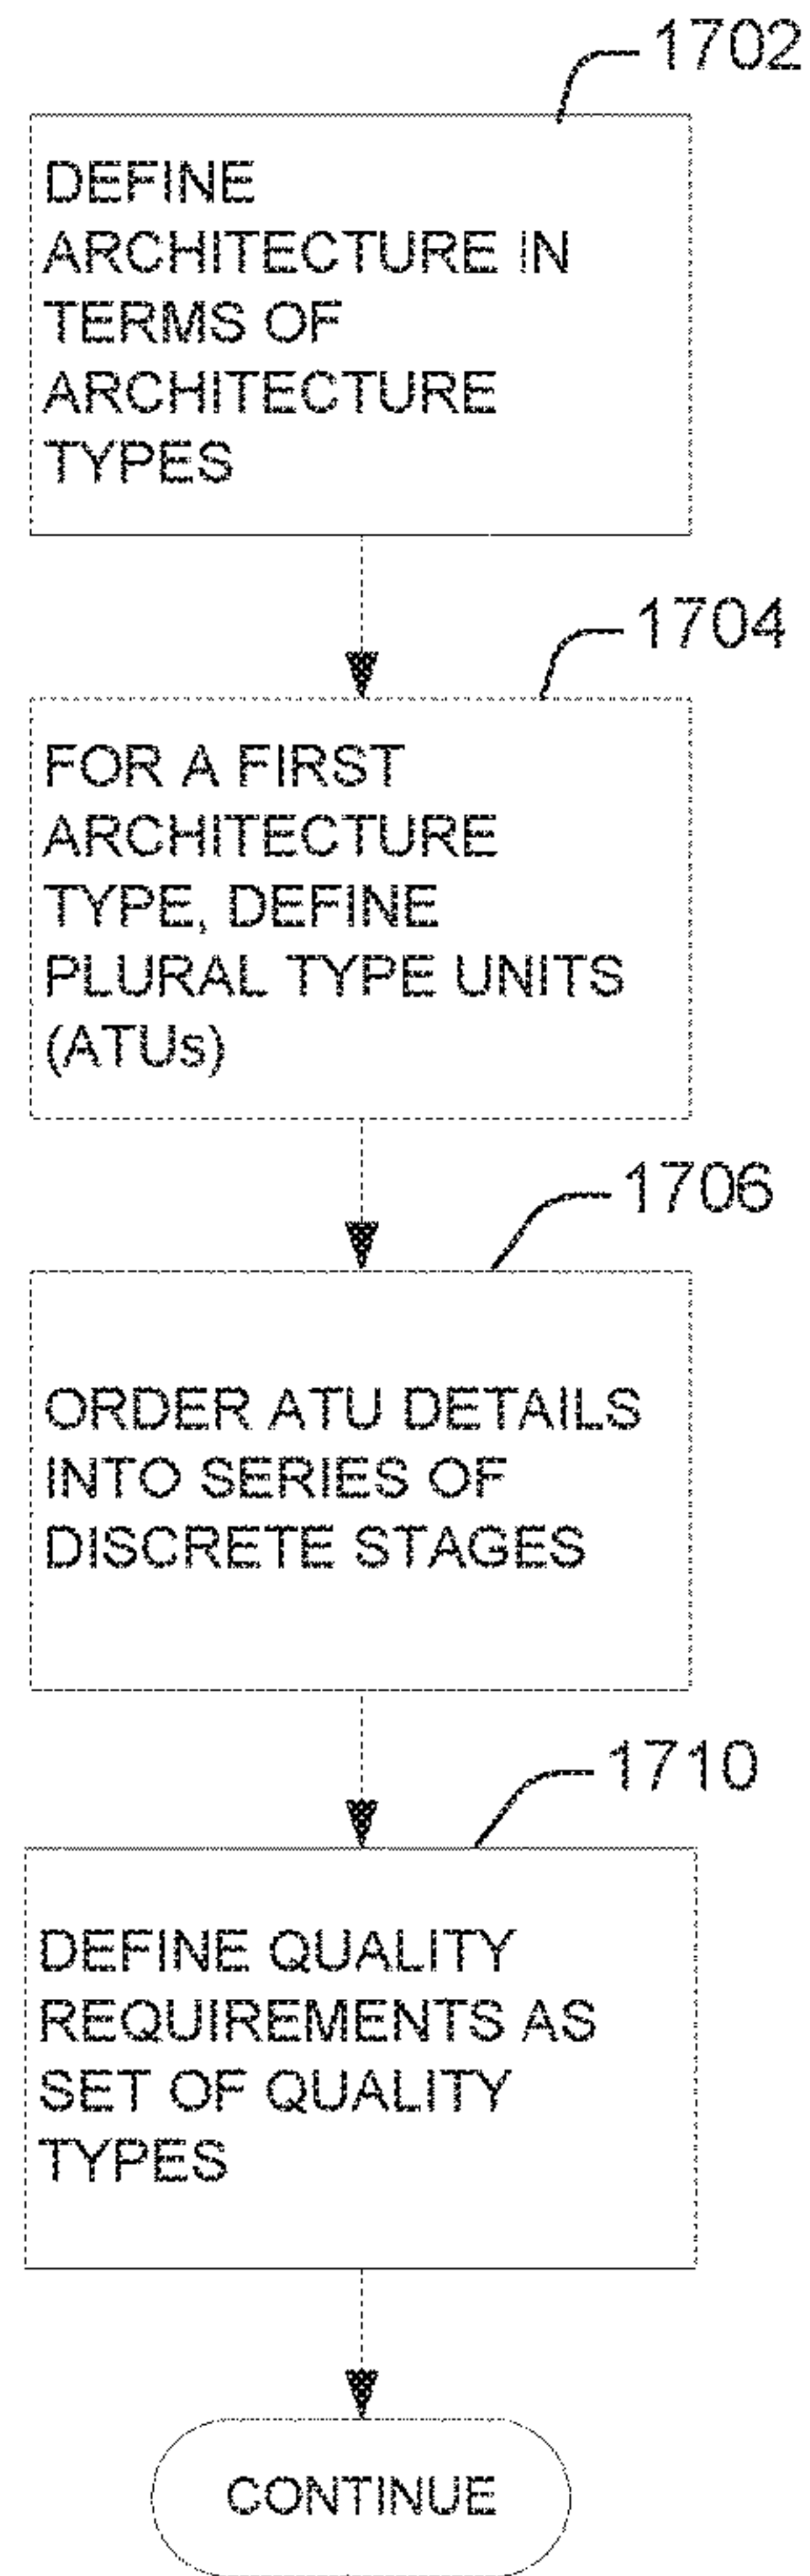 1702
DEFINE
ARCHITECTURE IN
TERMS OF
ARCHITECTURE
TYPES
1704
FOR A FIRST
ARCHITECTURE
TYPE, DEFINE
PLURAL TYPE UNITS
(ATUs)
1706
ORDER ATU DETAILS
INTO SERIES OF
DISCRETE STAGES
1710
DEFINE QUALITY
REQUIREMENTS AS
SET OF QUALITY
TYPES
CONTINUE